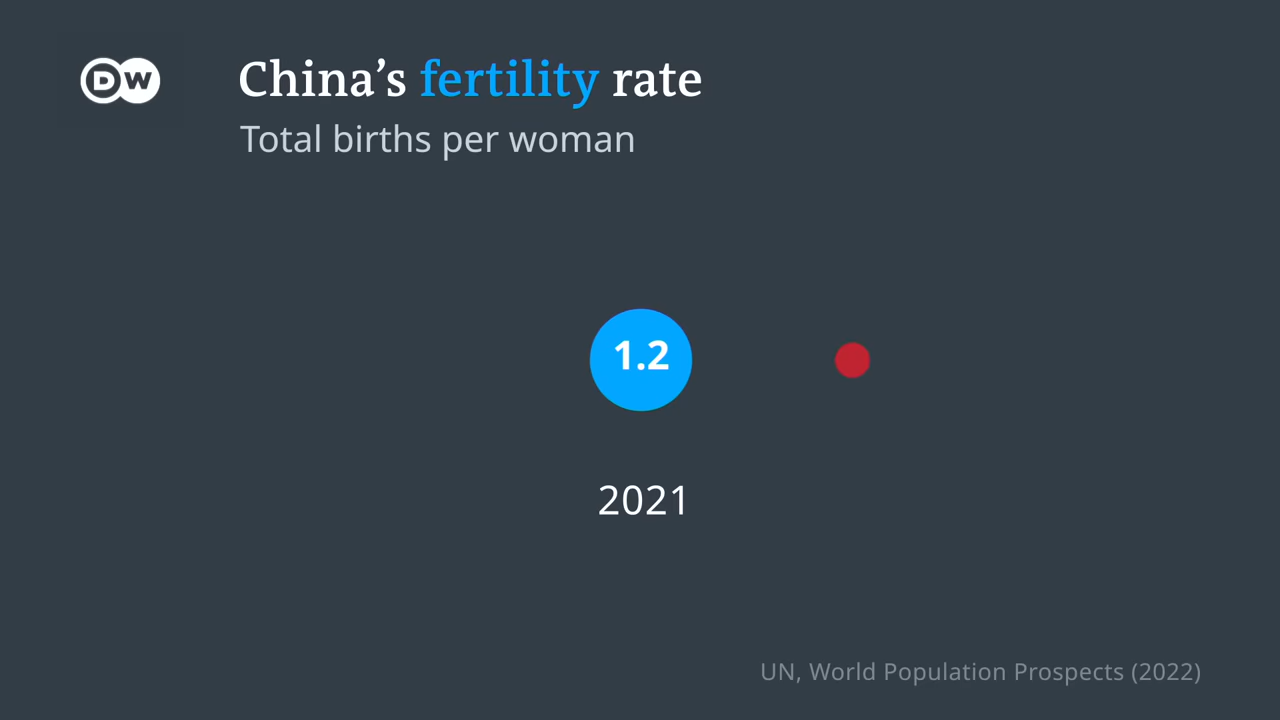 DW
China’s fertility rate
Total births per woman
1.2
2021
UN, World Population Prospects (2022)